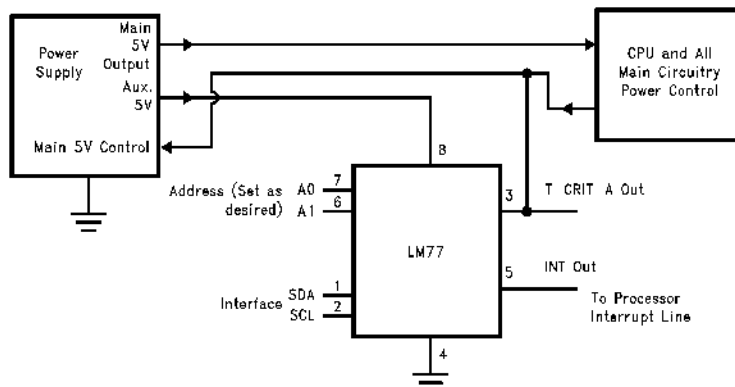 Main
5V
Output
Power
Supply
Aux.
5V
Main 5V Control
CPU and All
Main Circuitry
Power Control
8
Address (Set as
desired)
A0
7
A1
6
3
T CRIT A Out
LM77
5
INT Out
Interface
SDA
1
SCL
2
To Processor
Interrupt Line
4